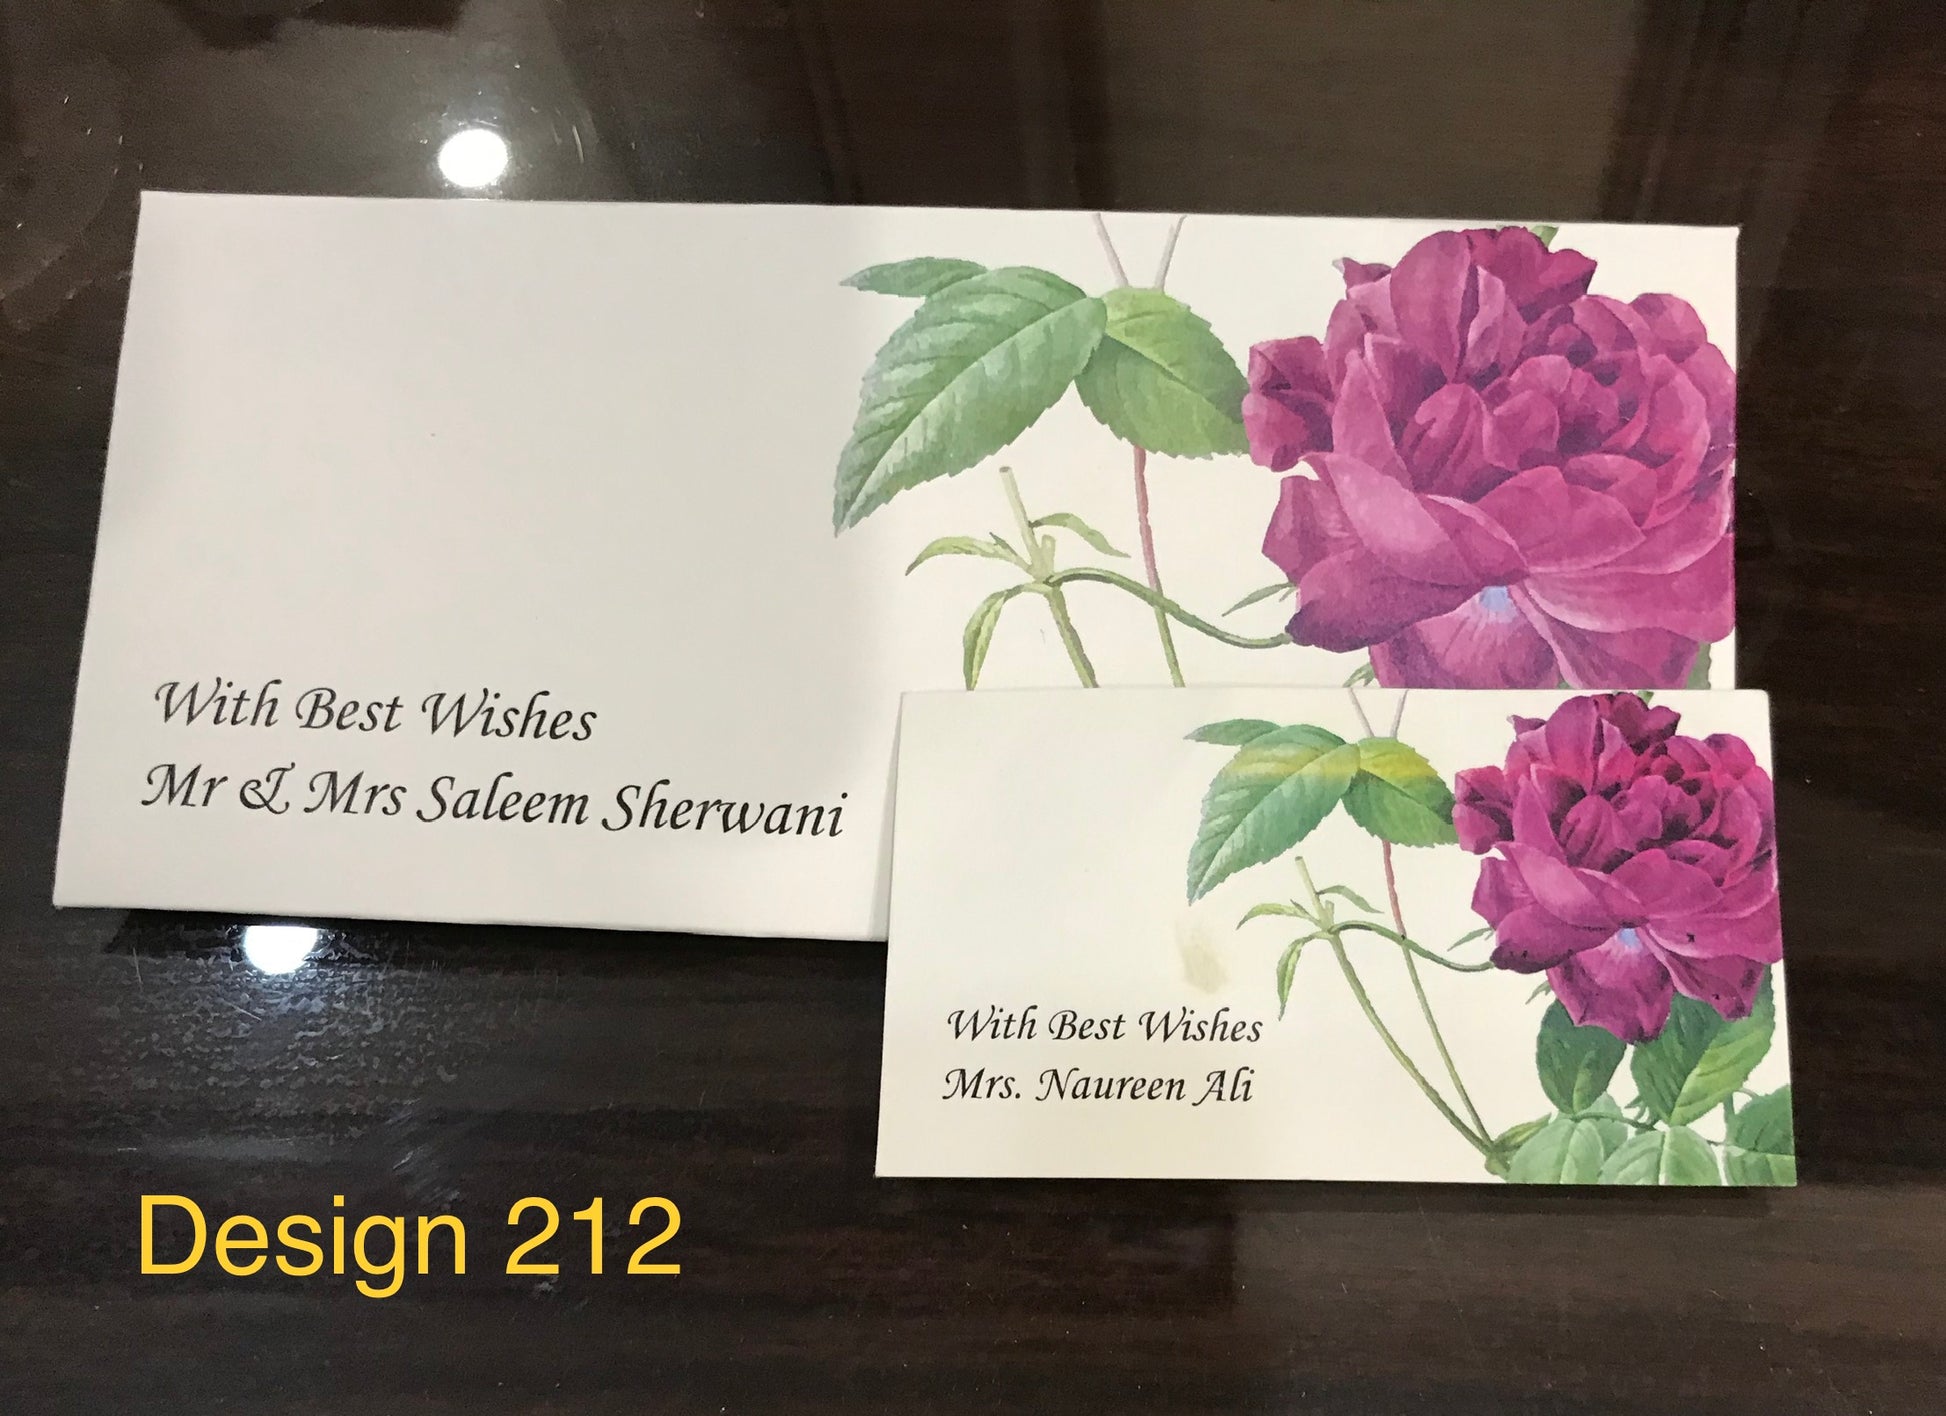 With Best Wishes
Mr & Mrs Saleem Sherwani
With Best Wishes
Mrs. Naureen Ali
Design 212